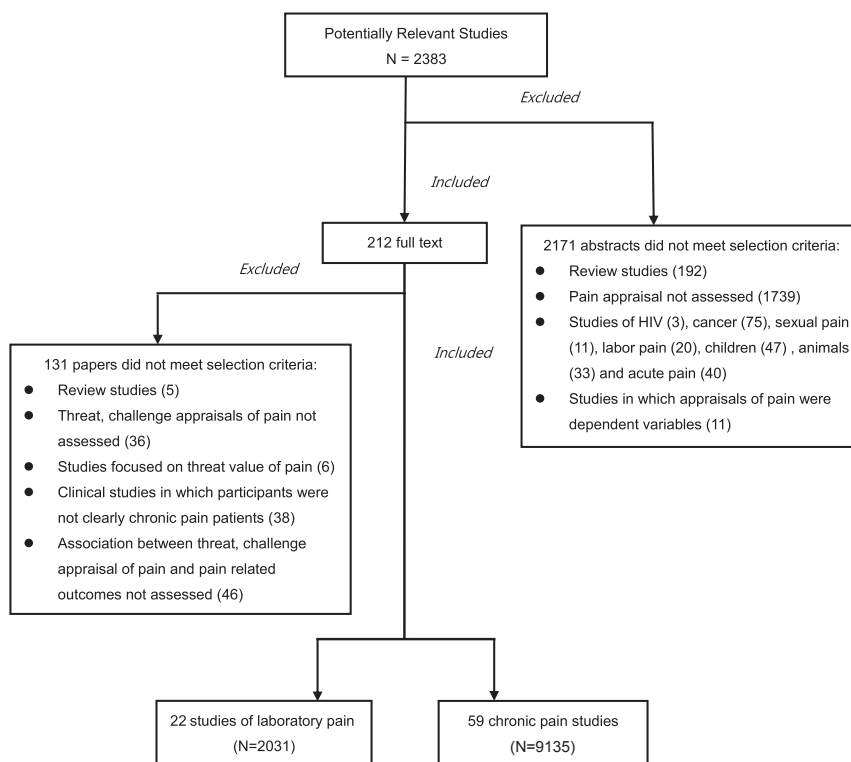 Potentially Relevant Studies
N = 2383
Excluded
Included
212 full text
2171 abstracts did not meet selection criteria:
● Review studies (192)
● Pain appraisal not assessed (1739)
● Studies of HIV (3), cancer (75), sexual pain
(11), labor pain (20), children (47) , animals
(33) and acute pain (40)
● Studies in which appraisals of pain were
dependent variables (11)
Excluded
Included
131 papers did not meet selection criteria:
● Review studies (5)
● Threat, challenge appraisals of pain not
assessed (36)
● Studies focused on threat value of pain (6)
● Clinical studies in which participants were
not clearly chronic pain patients (38)
● Association between threat, challenge
appraisal of pain and pain related
outcomes not assessed (46)
22 studies of laboratory pain
(N=2031)
59 chronic pain studies
(N=9135)